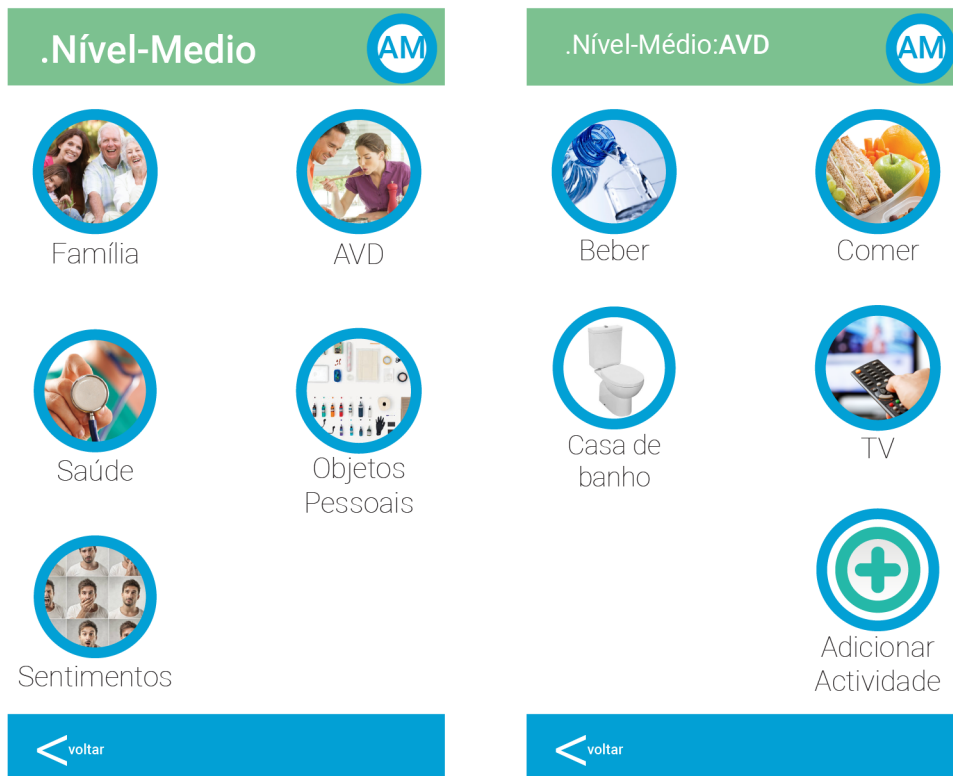 .Nível-Medio
AM
Família
AVD
Saúde
Objetos
Pessoais
Sentimentos
voltar
.Nível-Médio:AVD
AM
Beber
Comer
Casa de
banho
TV
Adicionar
Actividade
voltar